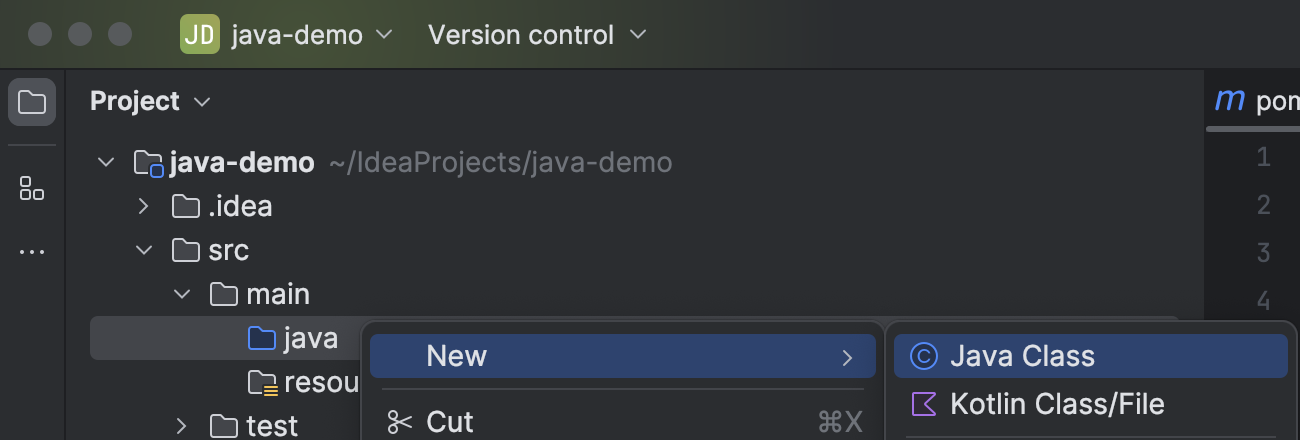 JD java-demo Version control
Project
m pom
java-demo ~/IdeaProjects/java-demo
1
.idea
2
src
3
main
4
java
New
Java Class
resou
Kotlin Class/File
Cut ⌘X
test